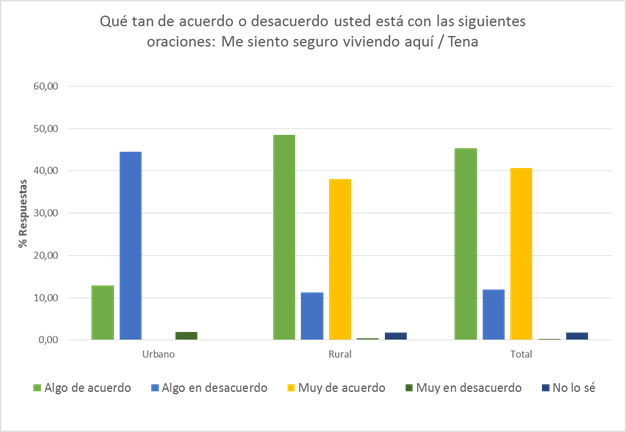 Qué tan de acuerdo o desacuerdo usted está con las siguientes
oraciones: Me siento seguro viviendo aquí / Tena
60,00
50,00
40,00
30,00
20,00
10,00
0,00
% Respuestas
Urbano Rural Total
Algo de acuerdo Algo en desacuerdo Muy de acuerdo Muy en desacuerdo No lo sé